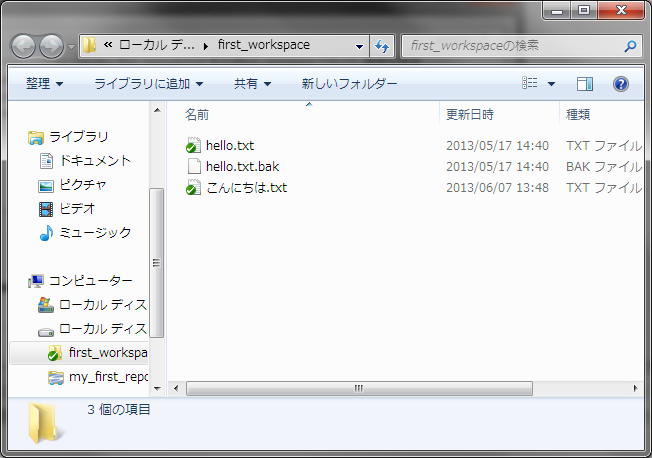 « ローカル デ... ▸ first_workspace
first_workspaceの検索
整理 ライブラリに追加 共有 新しいフォルダー
名前 更新日時 種類
ライブラリ
ドキュメント
ピクチャ
ビデオ
ミュージック
コンピューター
ローカル ディス
ローカル ディス
first_workspa
my_first_repo
hello.txt 2013/05/17 14:40 TXT ファイル
hello.txt.bak 2013/05/17 14:40 BAK ファイル
こんにちは.txt 2013/06/07 13:48 TXT ファイル
3 個の項目